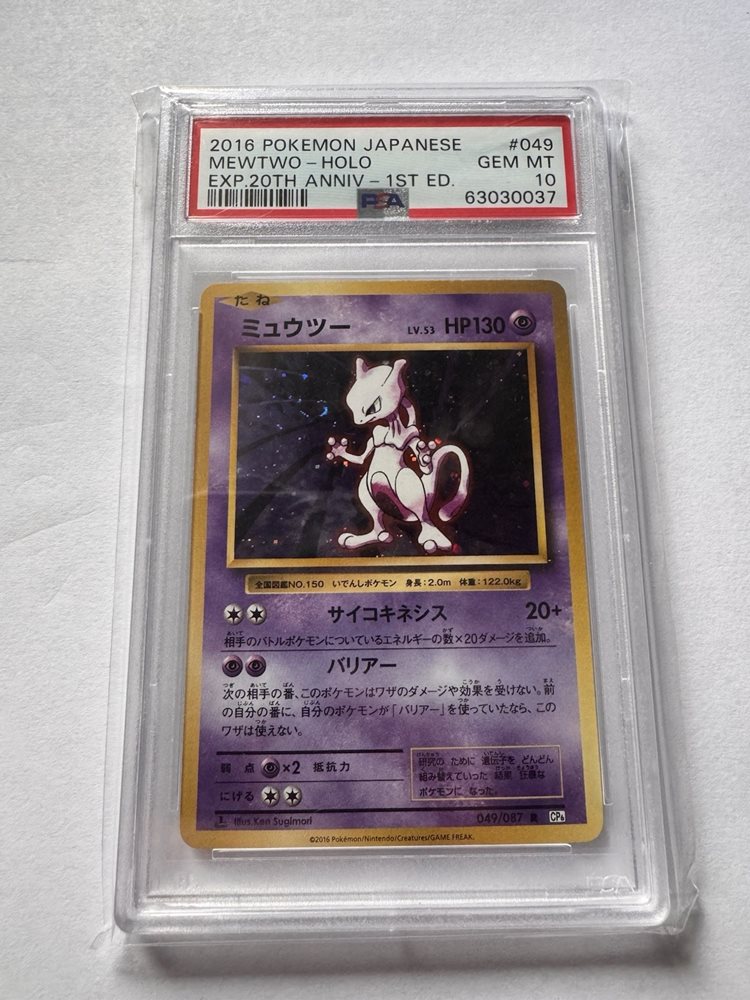 2016 POKEMON JAPANESE #049
MEWTWO-HOLO GEM MT
EXP.20TH ANNIV-1ST ED. 10
PSA 63030037
たね
ミュウツー LV.53 HP130
全国図鑑NO.150 いでんしポケモン 身長:2.0m 体重:122.0kg
サイコキネシス 20+
相手のバトルポケモンについているエネルギーの数×20ダメージを追加。
バリアー
次の相手の番、このポケモンはワザのダメージや効果を受けない。前
の自分の番に、自分のポケモンが「バリアー」を使っていたなら、この
ワザは使えない。
弱点 ×2 抵抗力
にげる
研究の ために 遺伝子を どんどん
組み替えていった 結果 狂暴な
ポケモンに なった。
Illus. Ken Sugimori 049/087 R CP6
©2016 Pokémon/Nintendo/Creatures/GAME FREAK.